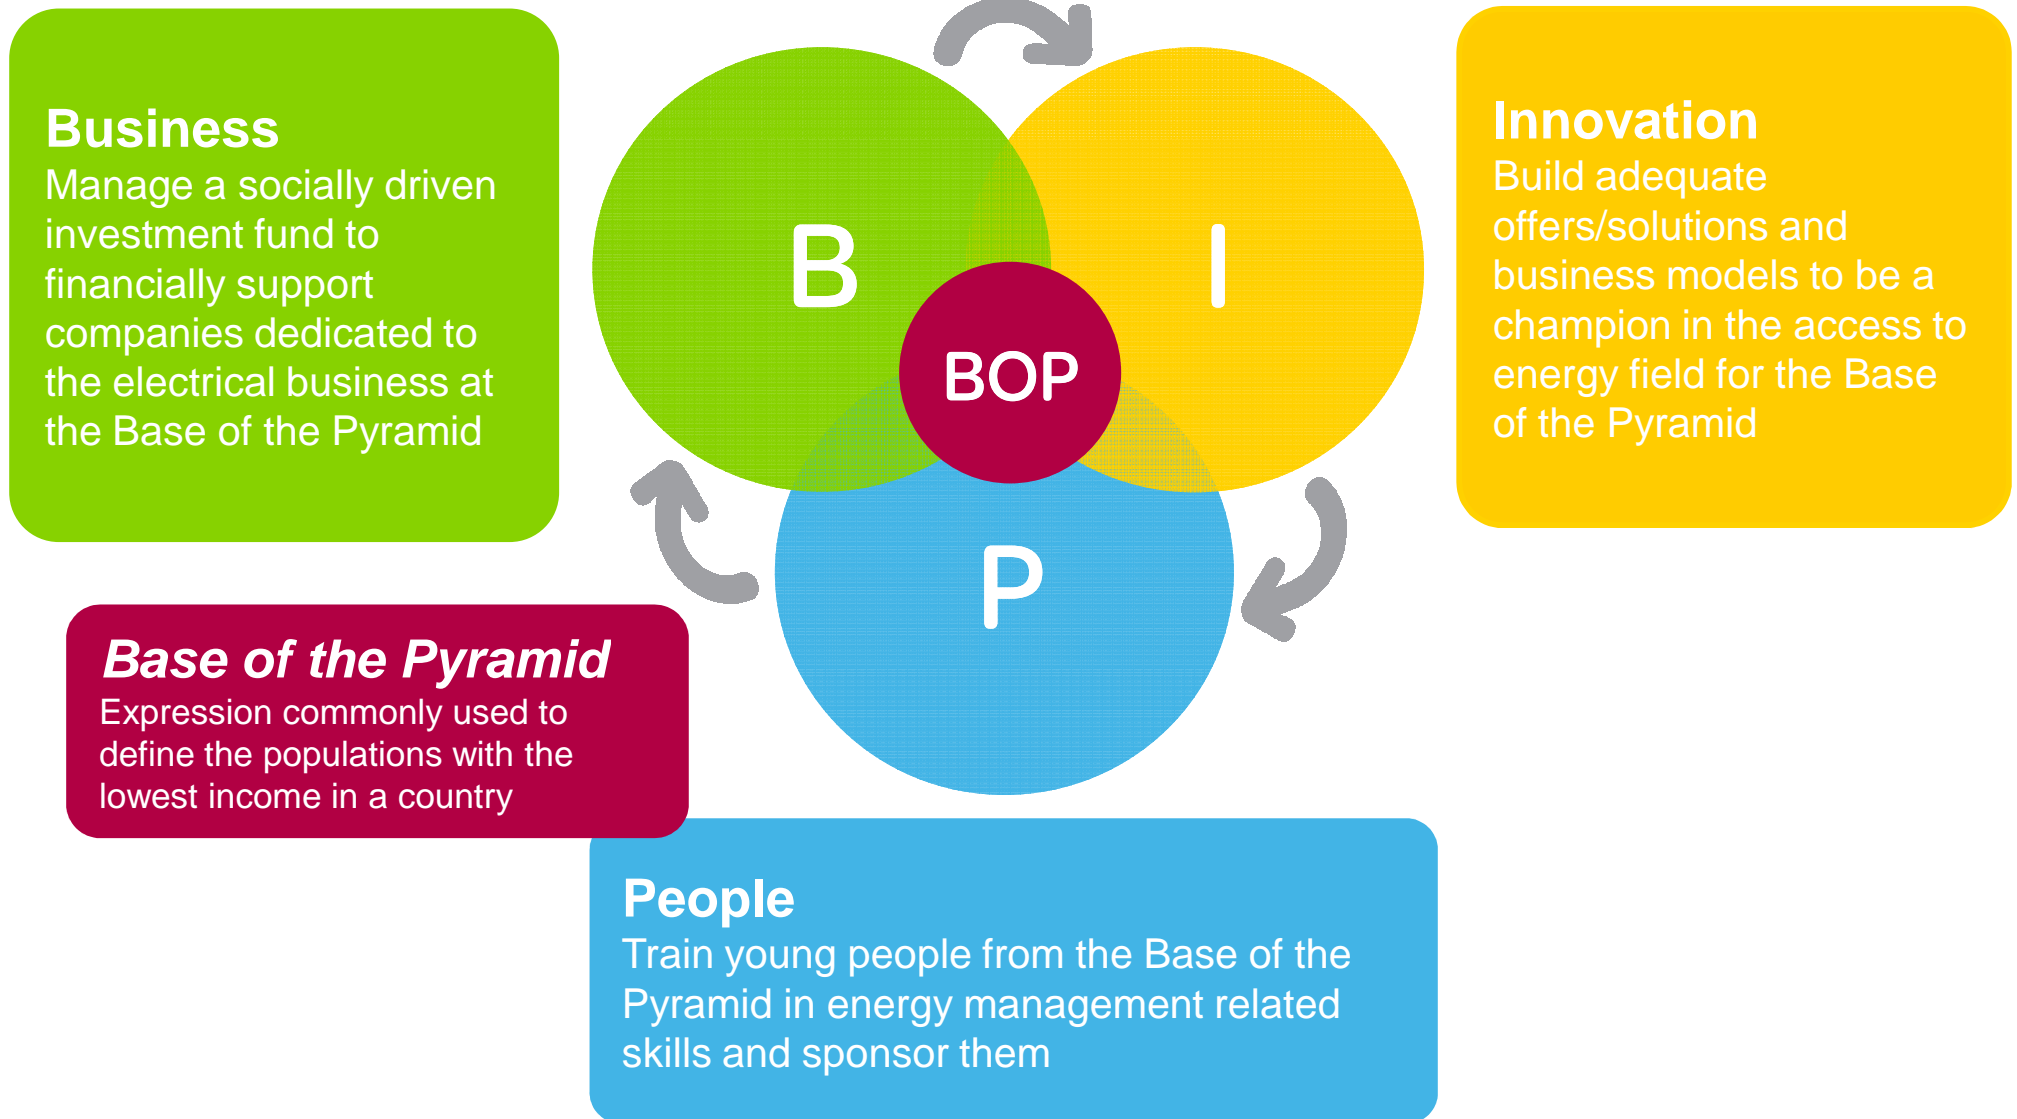 Business
Manage a socially driven
investment fund to
financially support
companies dedicated to
the electrical business at
the Base of the Pyramid
B
I
BOP
P
Innovation
Build adequate
offers/solutions and
business models to be a
champion in the access to
energy field for the Base
of the Pyramid
Base of the Pyramid
Expression commonly used to
define the populations with the
lowest income in a country
People
Train young people from the Base of the
Pyramid in energy management related
skills and sponsor them